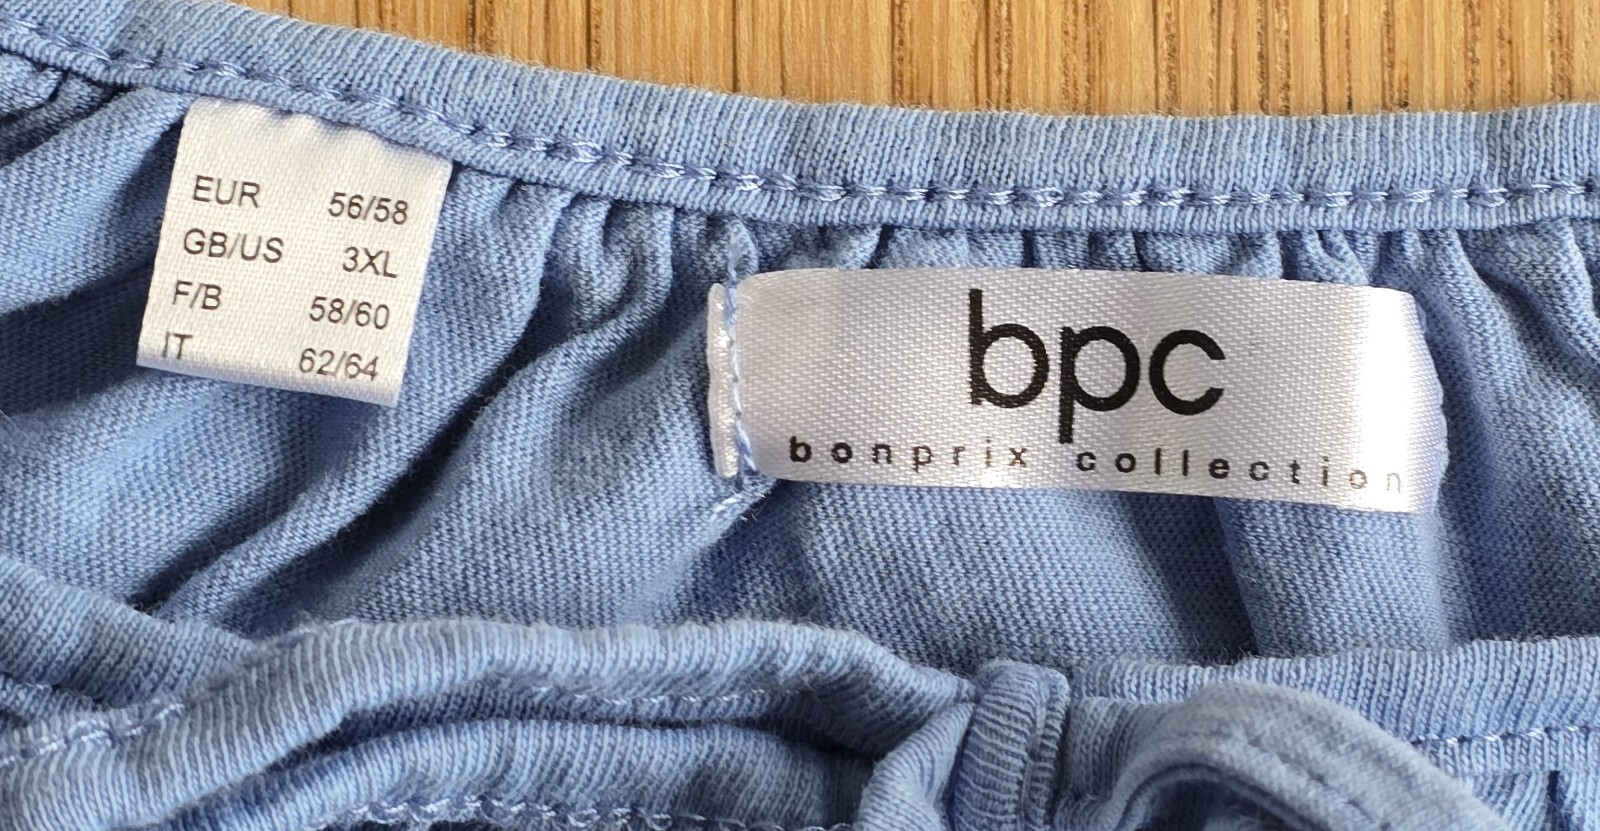 EUR 56/58
GB/US 3XL
F/B 58/60
IT 62/64
bpc
bonprix collection